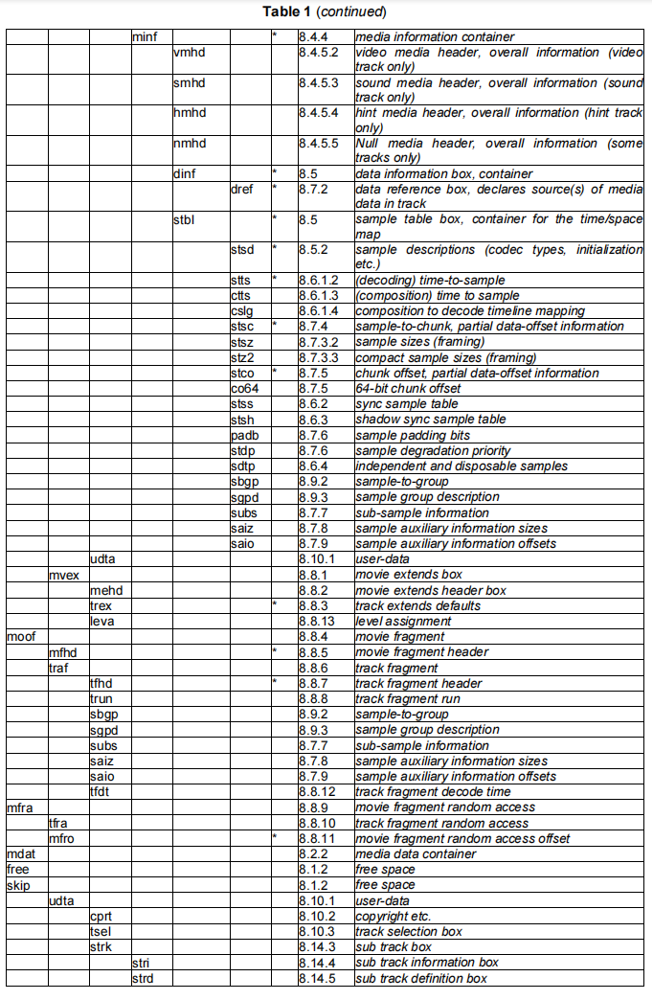 Table 1 (continued)
minf * 8.4.4 media information container
vmhd 8.4.5.2 video media header, overall information (video
track only)
smhd 8.4.5.3 sound media header, overall information (sound
track only)
hmhd 8.4.5.4 hint media header, overall information (hint track
only)
nmhd 8.4.5.5 Null media header, overall information (some
tracks only)
dinf * 8.5 data information box, container
dref * 8.7.2 data reference box, declares source(s) of media
data in track
stbl * 8.5 sample table box, container for the time/space
map
stsd * 8.5.2 sample descriptions (codec types, initialization
etc.)
stts * 8.6.1.2 (decoding) time-to-sample
ctts 8.6.1.3 (composition) time to sample
cslg 8.6.1.4 composition to decode timeline mapping
stsc * 8.7.4 sample-to-chunk, partial data-offset information
stsz 8.7.3.2 sample sizes (framing)
stz2 8.7.3.3 compact sample sizes (framing)
stco * 8.7.5 chunk offset, partial data-offset information
co64 8.7.5 64-bit chunk offset
stss 8.6.2 sync sample table
stsh 8.6.3 shadow sync sample table
padb 8.7.6 sample padding bits
stdp 8.7.6 sample degradation priority
sdtp 8.6.4 independent and disposable samples
sbgp 8.9.2 sample-to-group
sgpd 8.9.3 sample group description
subs 8.7.7 sub-sample information
saiz 8.7.8 sample auxiliary information sizes
saio 8.7.9 sample auxiliary information offsets
udta 8.10.1 user-data
mvex 8.8.1 movie extends box
mehd 8.8.2 movie extends header box
trex * 8.8.3 track extends defaults
leva 8.8.13 level assignment
moof 8.8.4 movie fragment
mfhd * 8.8.5 movie fragment header
traf 8.8.6 track fragment
tfhd * 8.8.7 track fragment header
trun 8.8.8 track fragment run
sbgp 8.9.2 sample-to-group
sgpd 8.9.3 sample group description
subs 8.7.7 sub-sample information
saiz 8.7.8 sample auxiliary information sizes
saio 8.7.9 sample auxiliary information offsets
tfdt 8.8.12 track fragment decode time
mfra 8.8.9 movie fragment random access
tfra 8.8.10 track fragment random access
mfro * 8.8.11 movie fragment random access offset
mdat 8.2.2 media data container
free 8.1.2 free space
skip 8.1.2 free space
udta 8.10.1 user-data
cprt 8.10.2 copyright etc.
tsel 8.10.3 track selection box
strk 8.14.3 sub track box
stri 8.14.4 sub track information box
strd 8.14.5 sub track definition box